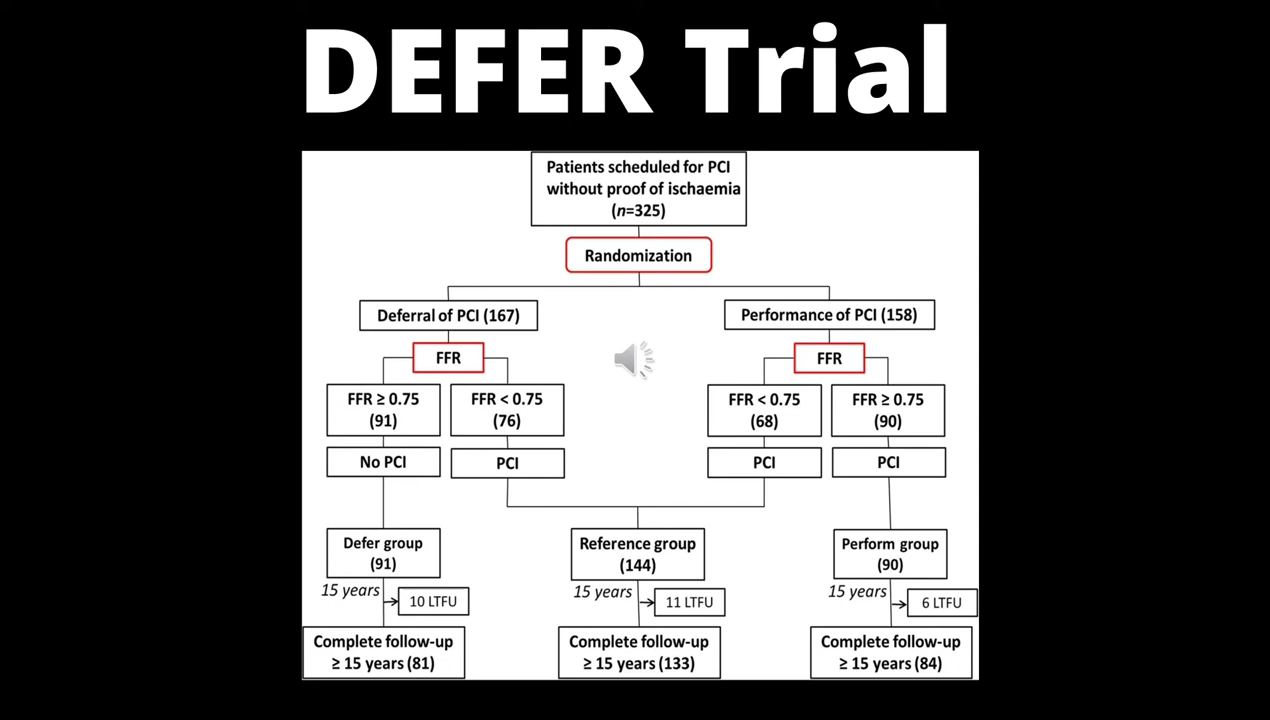 DEFER Trial
Patients scheduled for PCI
without proof of ischaemia
(n=325)
Randomization
Deferral of PCI (167)
Performance of PCI (158)
FFR
FFR
FFR ≥ 0.75
(91)
FFR < 0.75
(76)
FFR < 0.75
(68)
FFR ≥ 0.75
(90)
No PCI
PCI
PCI
PCI
Defer group
(91)
Reference group
(144)
Perform group
(90)
15 years
10 LTFU
15 years
11 LTFU
15 years
6 LTFU
Complete follow-up
≥ 15 years (81)
Complete follow-up
≥ 15 years (133)
Complete follow-up
≥ 15 years (84)